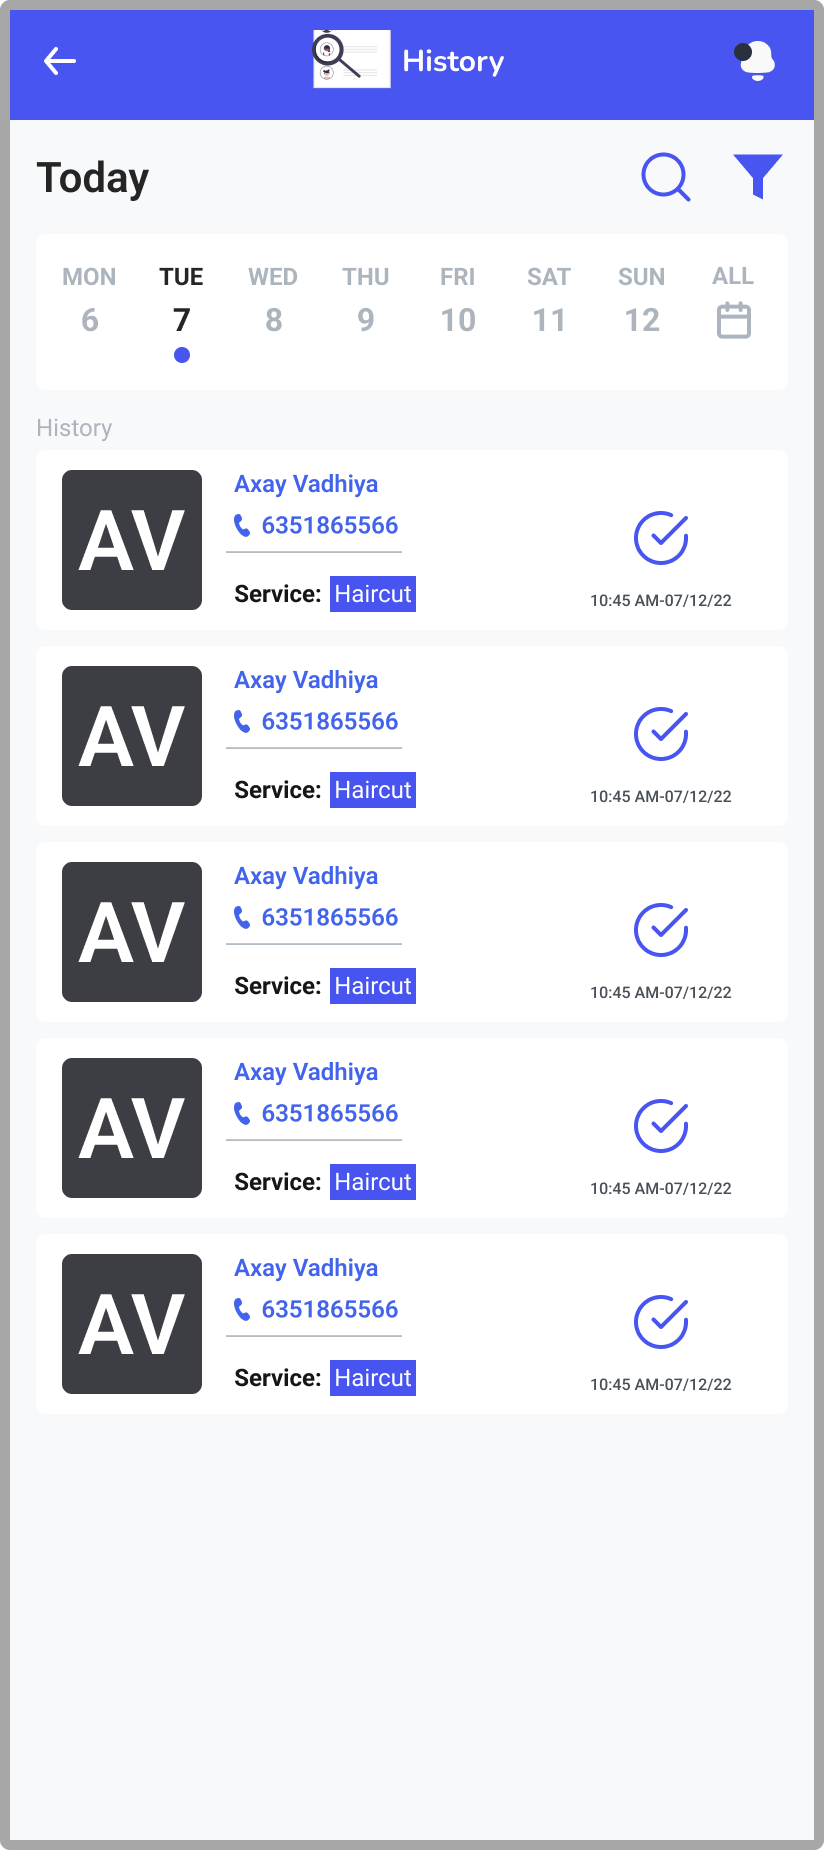 History
Today
MON TUE WED THU FRI SAT SUN ALL
6 7 8 9 10 11 12
History
AV
Axay Vadhiya
6351865566
Service: Haircut
10:45 AM-07/12/22
AV
Axay Vadhiya
6351865566
Service: Haircut
10:45 AM-07/12/22
AV
Axay Vadhiya
6351865566
Service: Haircut
10:45 AM-07/12/22
AV
Axay Vadhiya
6351865566
Service: Haircut
10:45 AM-07/12/22
AV
Axay Vadhiya
6351865566
Service: Haircut
10:45 AM-07/12/22